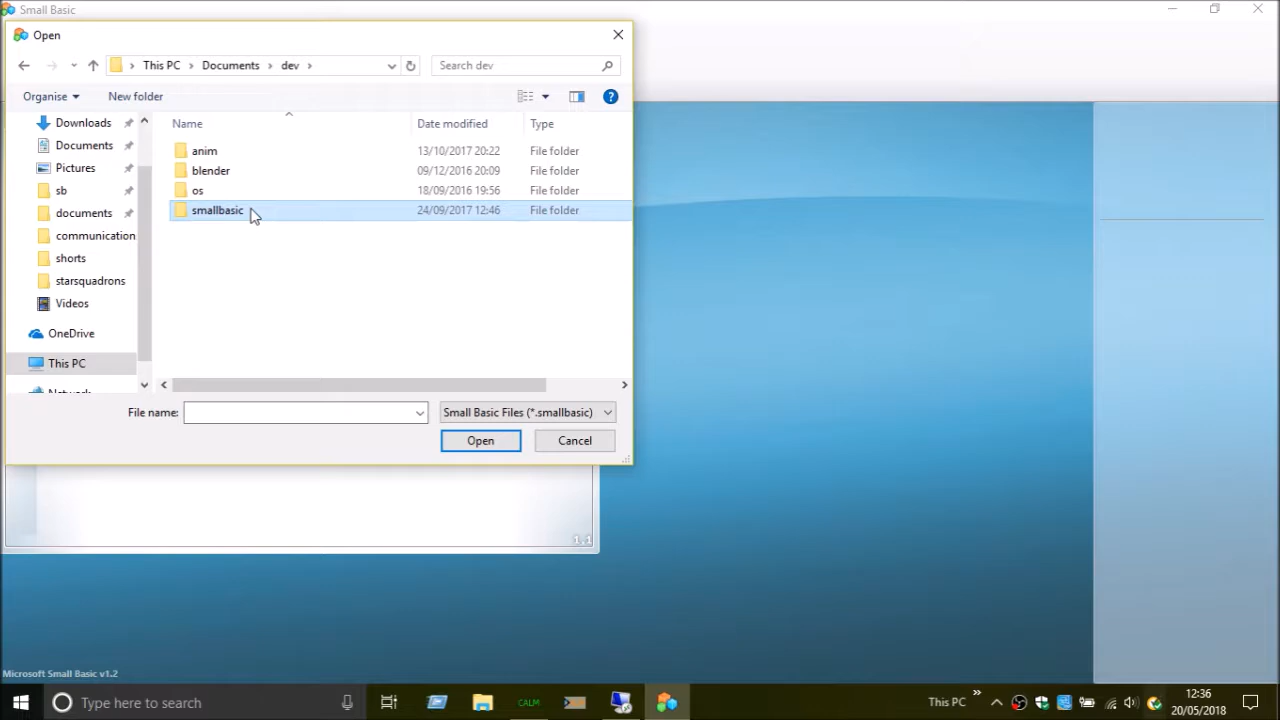 Small Basic
Open
This PC > Documents > dev >
Search dev
Organise
New folder
Name
Date modified
Type
Downloads
Documents
Pictures
sb
documents
communication
shorts
starsquadrons
Videos
OneDrive
This PC
Network
anim 13/10/2017 20:22 File folder
blender 09/12/2016 20:09 File folder
os 18/09/2016 19:56 File folder
smallbasic 24/09/2017 12:46 File folder
File name:
Small Basic Files (*.smallbasic)
Open
Cancel
1.1
Microsoft Small Basic v1.2
Type here to search
CALM
This PC
12:36
20/05/2018